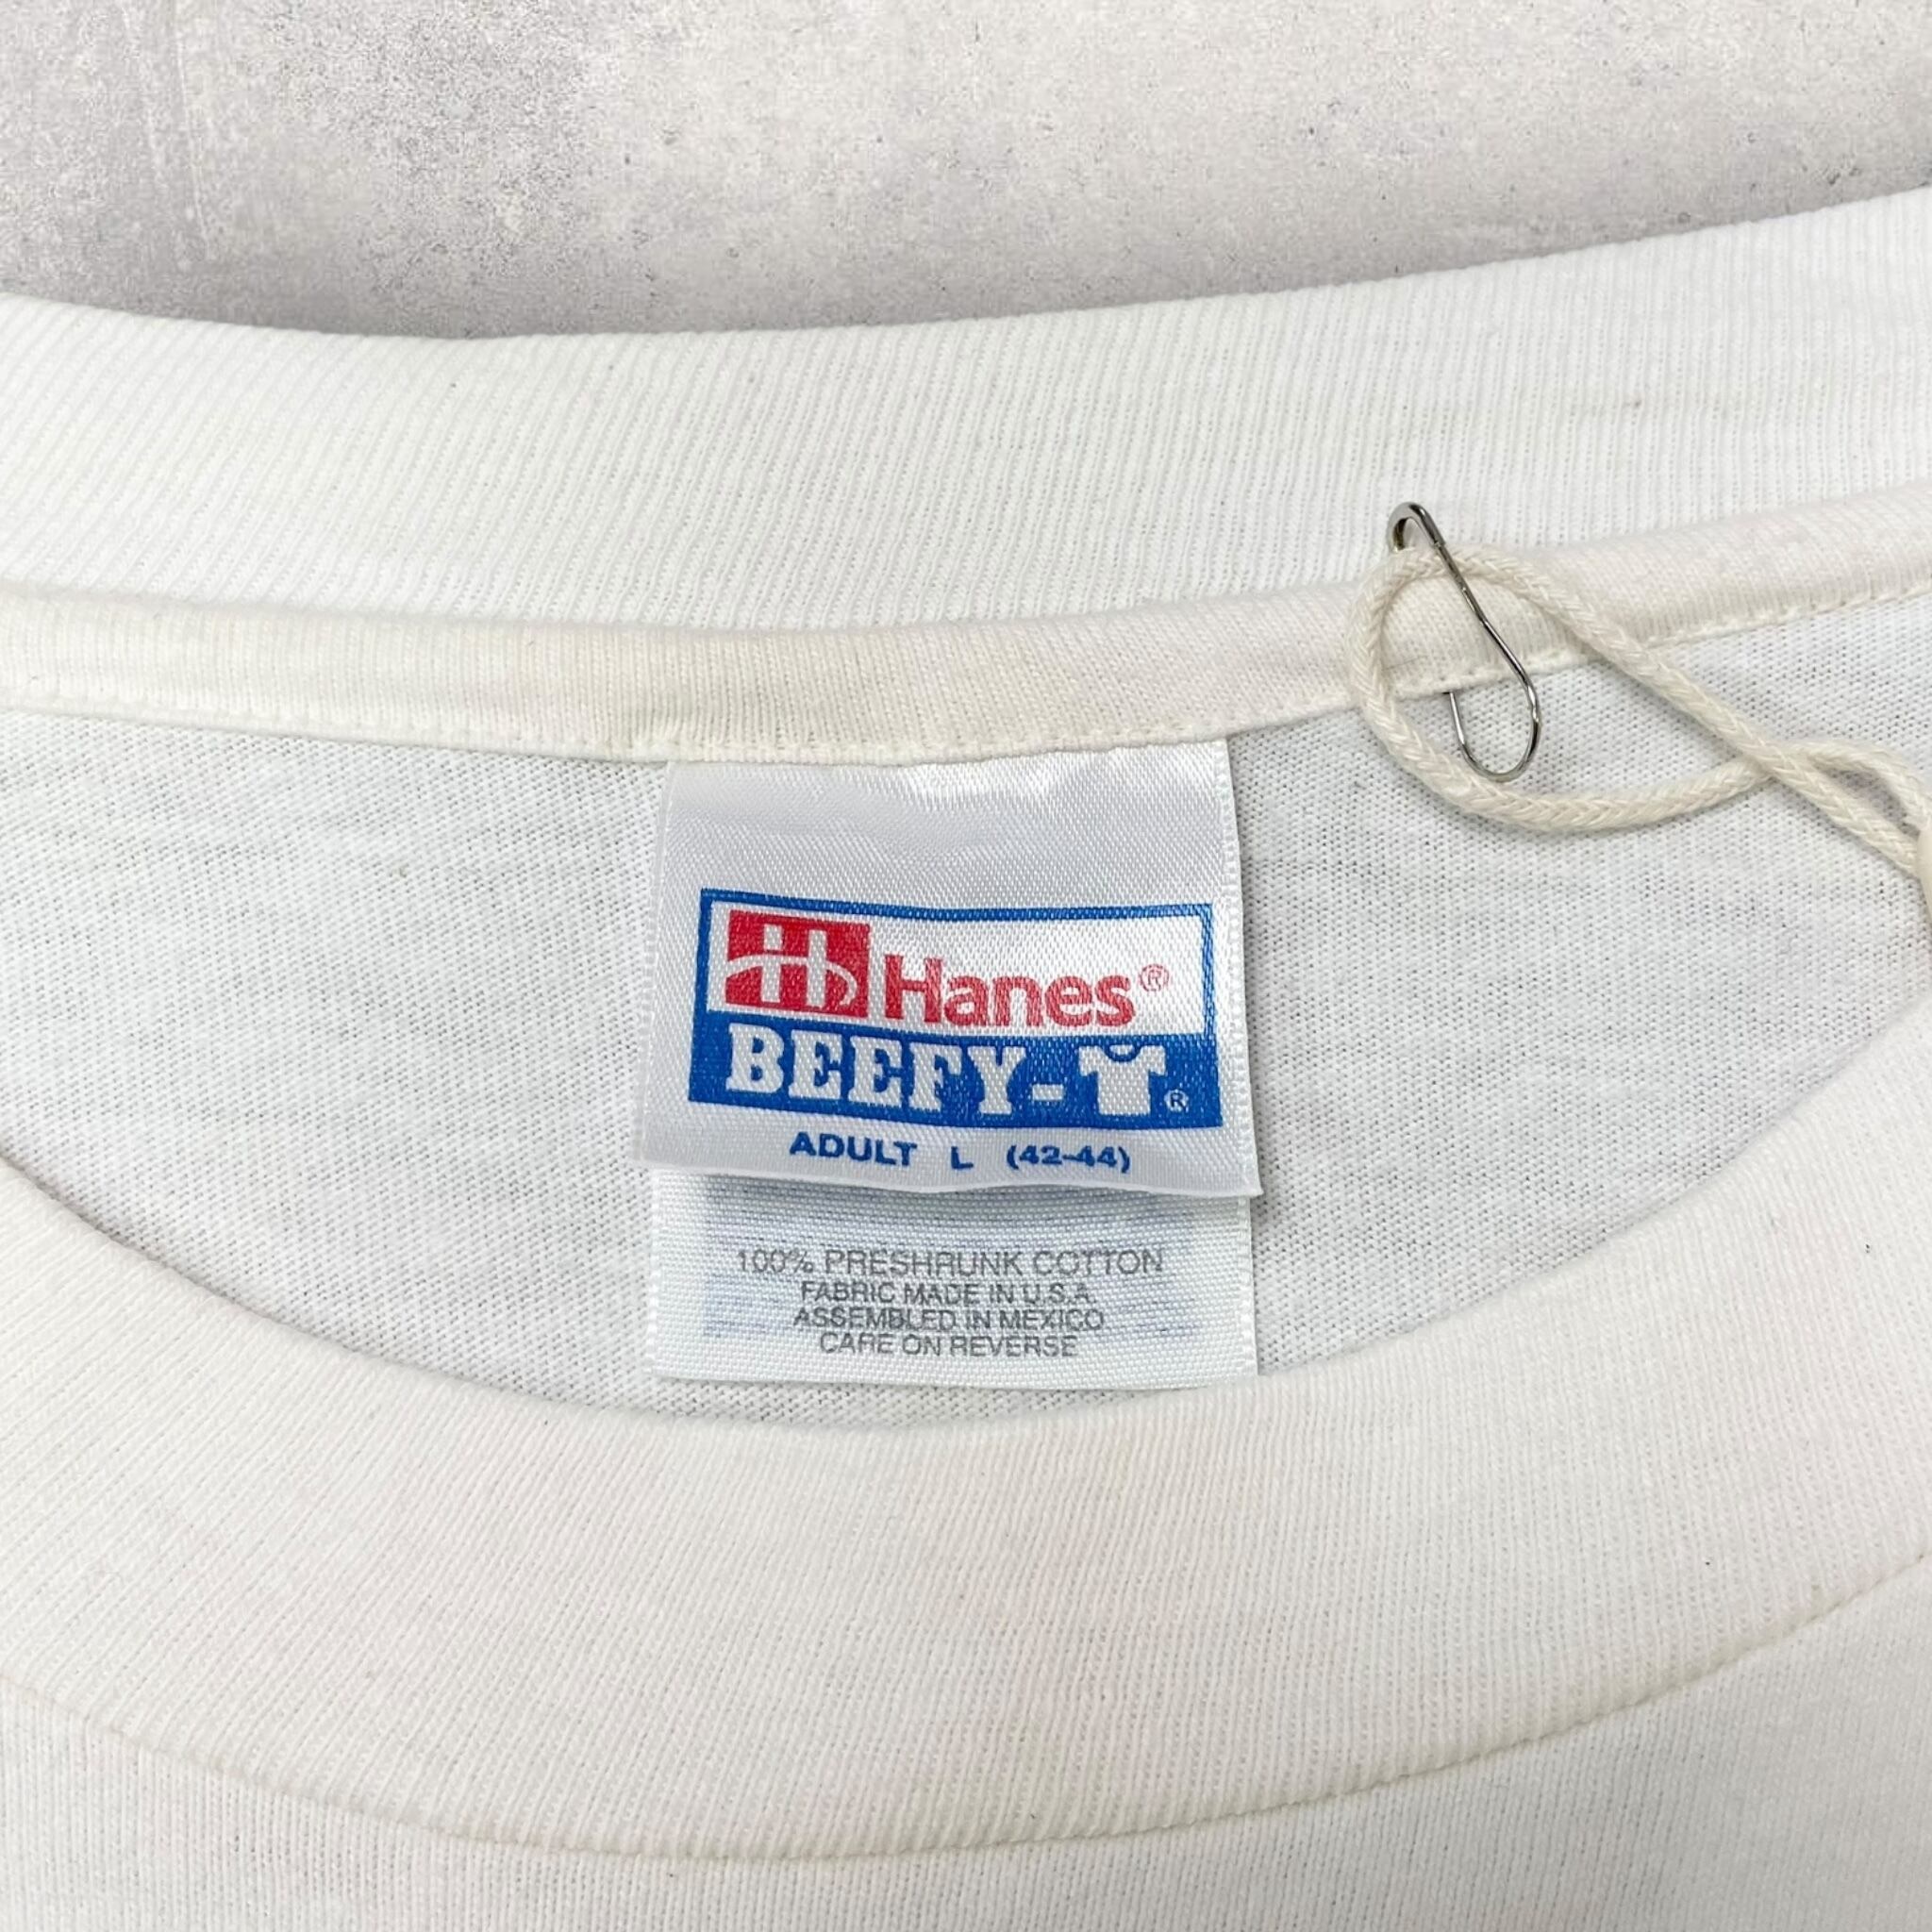 Hanes®
BEEFY-T®
ADULT L (42-44)
100% PRESHRUNK COTTON
FABRIC MADE IN U.S.A.
ASSEMBLED IN MEXICO
CARE ON REVERSE